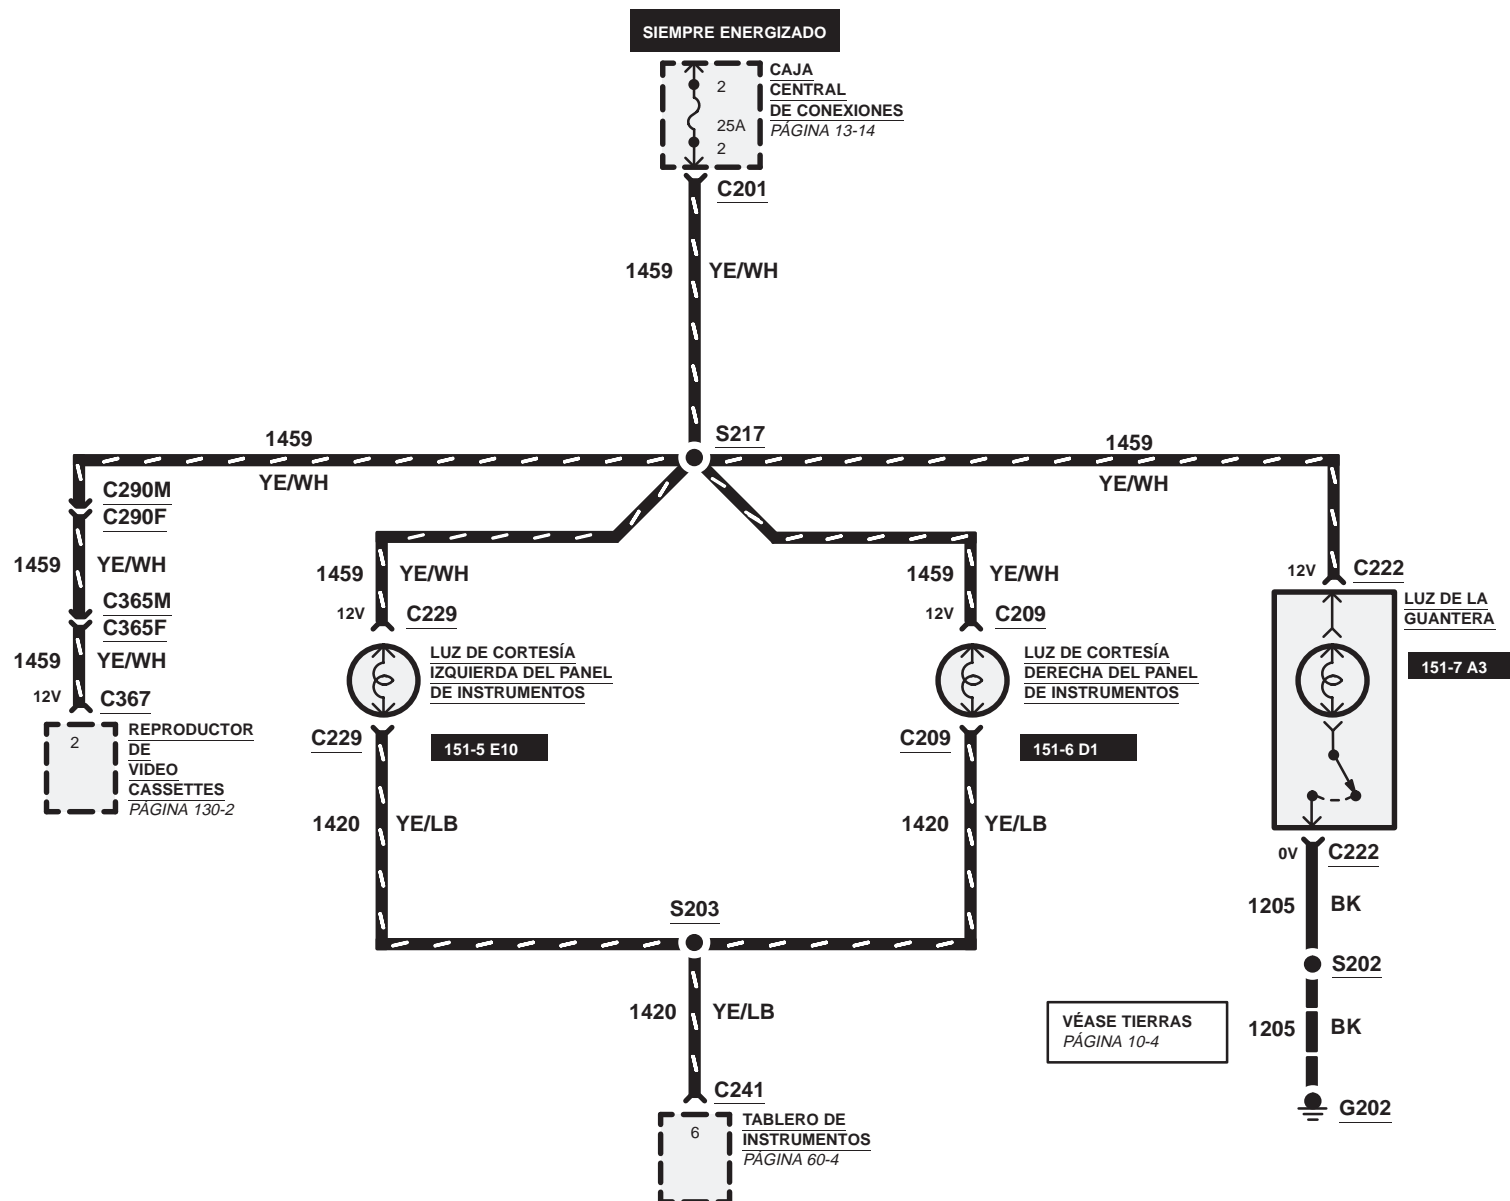 SIEMPRE ENERGIZADO
2
25A
2
CAJA
CENTRAL
DE CONEXIONES
PÁGINA 13-14
C201
1459
YE/WH
S217
1459
YE/WH
1459
YE/WH
C290M
C290F
1459
YE/WH
C365M
C365F
1459
YE/WH
12V
C367
2
REPRODUCTOR
DE
VIDEO
CASSETTES
PÁGINA 130-2
1459
YE/WH
12V
C229
LUZ DE CORTESÍA
IZQUIERDA DEL PANEL
DE INSTRUMENTOS
C229
151-5 E10
1420
YE/LB
1459
YE/WH
12V
C209
LUZ DE CORTESÍA
DERECHA DEL PANEL
DE INSTRUMENTOS
C209
151-6 D1
1420
YE/LB
12V
C222
LUZ DE LA
GUANTERA
151-7 A3
0V
C222
1205
BK
S202
VÉASE TIERRAS
PÁGINA 10-4
1205
BK
G202
S203
1420
YE/LB
C241
6
TABLERO DE
INSTRUMENTOS
PÁGINA 60-4